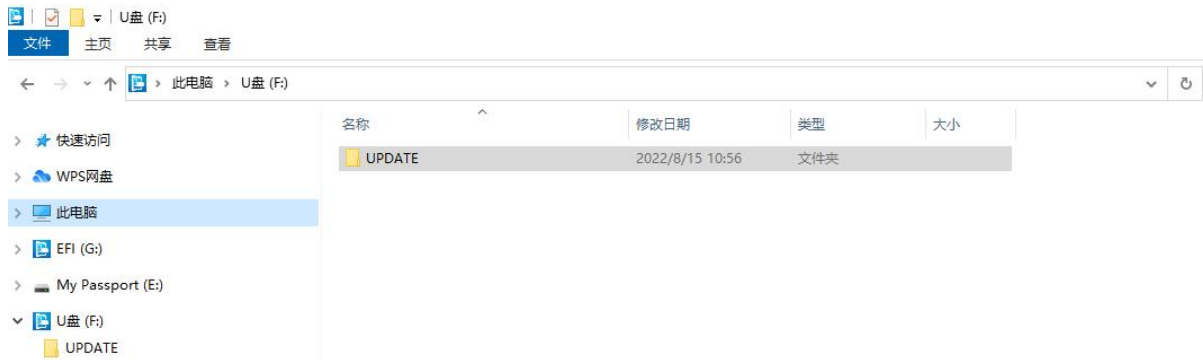 U盘 (F:)
文件 主页 共享 查看
此电脑 U盘 (F:)
名称 修改日期 类型 大小
快速访问
UPDATE 2022/8/15 10:56 文件夹
WPS网盘
此电脑
EFI (G:)
My Passport (E:)
U盘 (F:)
UPDATE